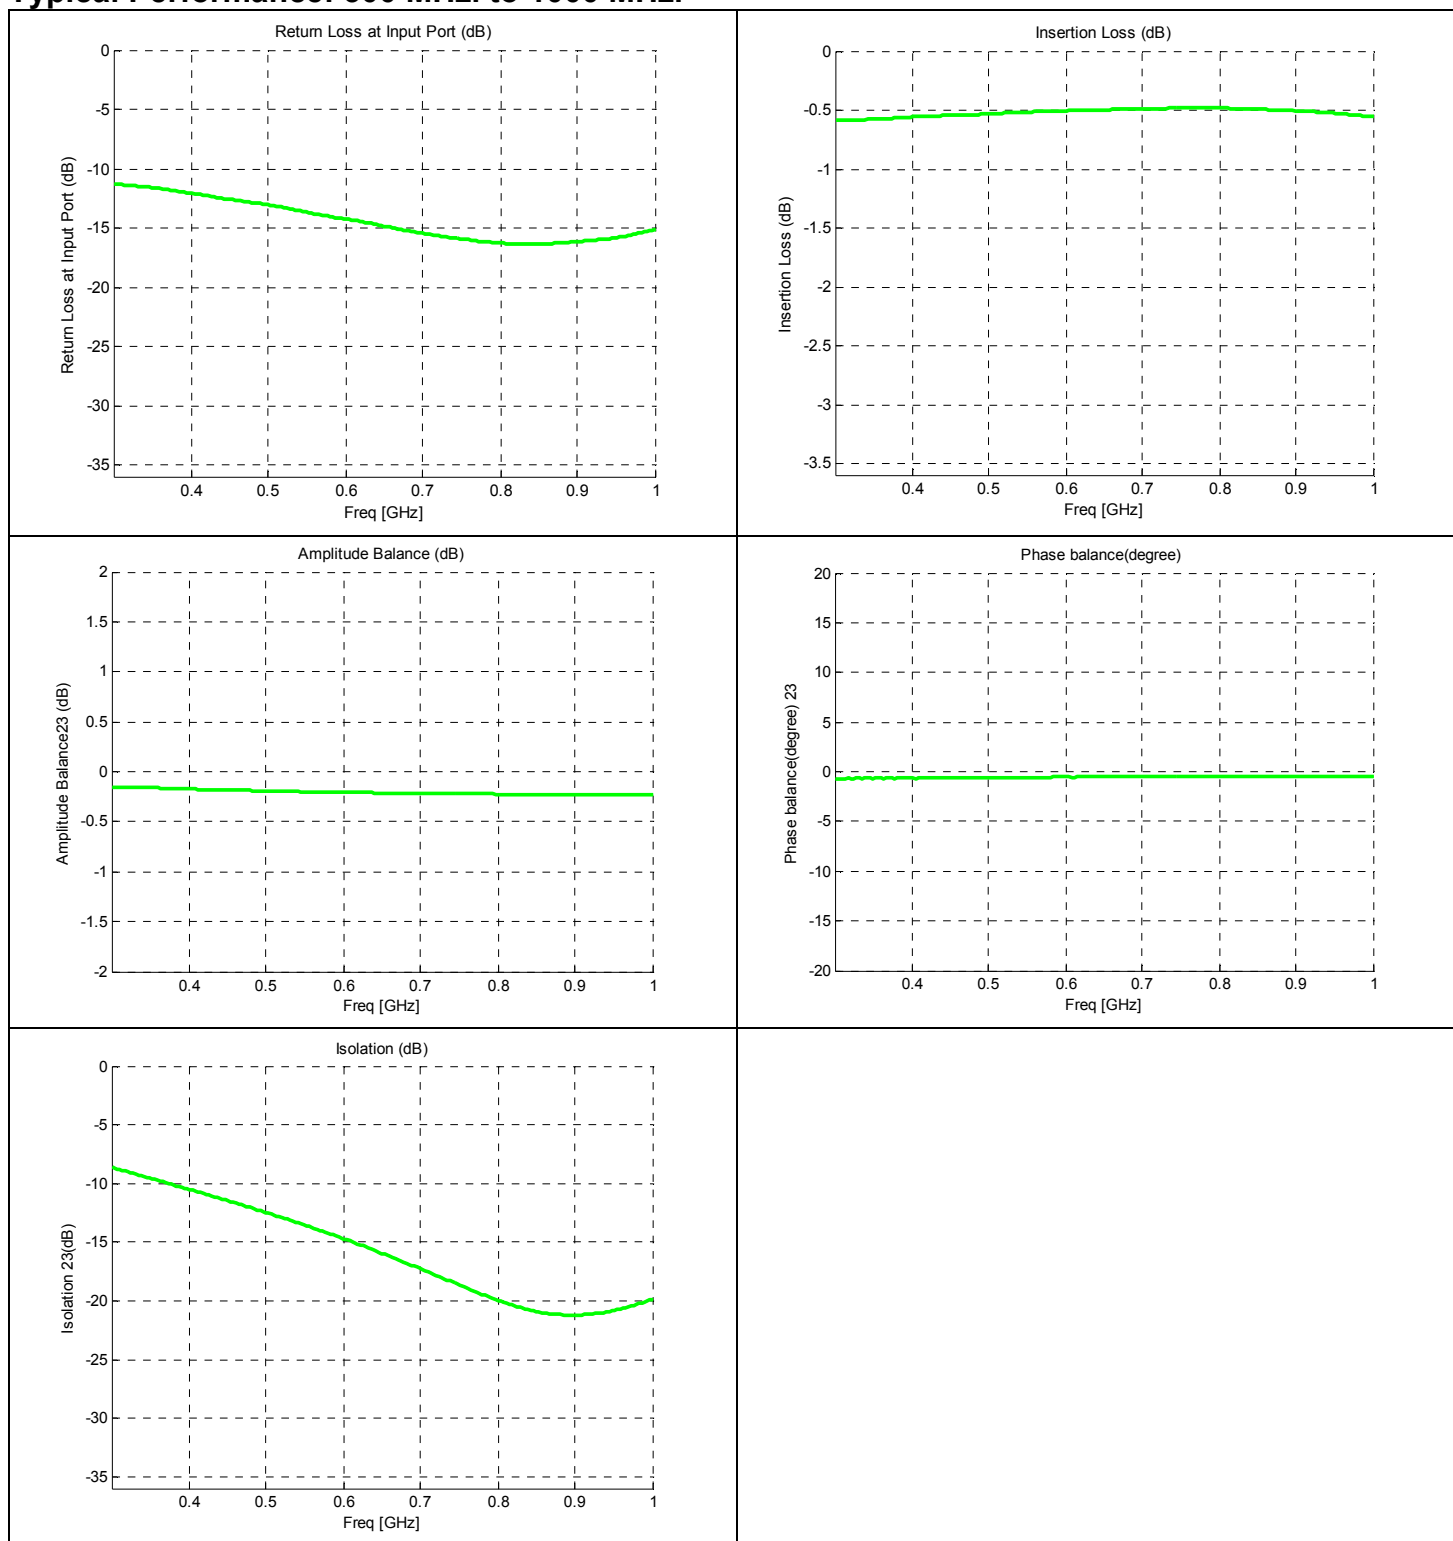 Typical Performance: MHz. to 1000 MHz.
Return Loss at Input Port (dB)
0
-5
-10
-15
-20
-25
-30
-35
Return Loss at Input Port (dB)
0.4 0.5 0.6 0.7 0.8 0.9 1
Freq [GHz]
Insertion Loss (dB)
0
-0.5
-1
-1.5
-2
-2.5
-3
-3.5
Insertion Loss (dB)
0.4 0.5 0.6 0.7 0.8 0.9 1
Freq [GHz]
Amplitude Balance (dB)
2
1.5
1
0.5
0
-0.5
-1
-1.5
-2
Amplitude Balance23 (dB)
0.4 0.5 0.6 0.7 0.8 0.9 1
Freq [GHz]
Phase balance(degree)
20
15
10
5
0
-5
-10
-15
-20
Phase balance(degree) 23
0.4 0.5 0.6 0.7 0.8 0.9 1
Freq [GHz]
Isolation (dB)
0
-5
-10
-15
-20
-25
-30
-35
Isolation 23(dB)
0.4 0.5 0.6 0.7 0.8 0.9 1
Freq [GHz]